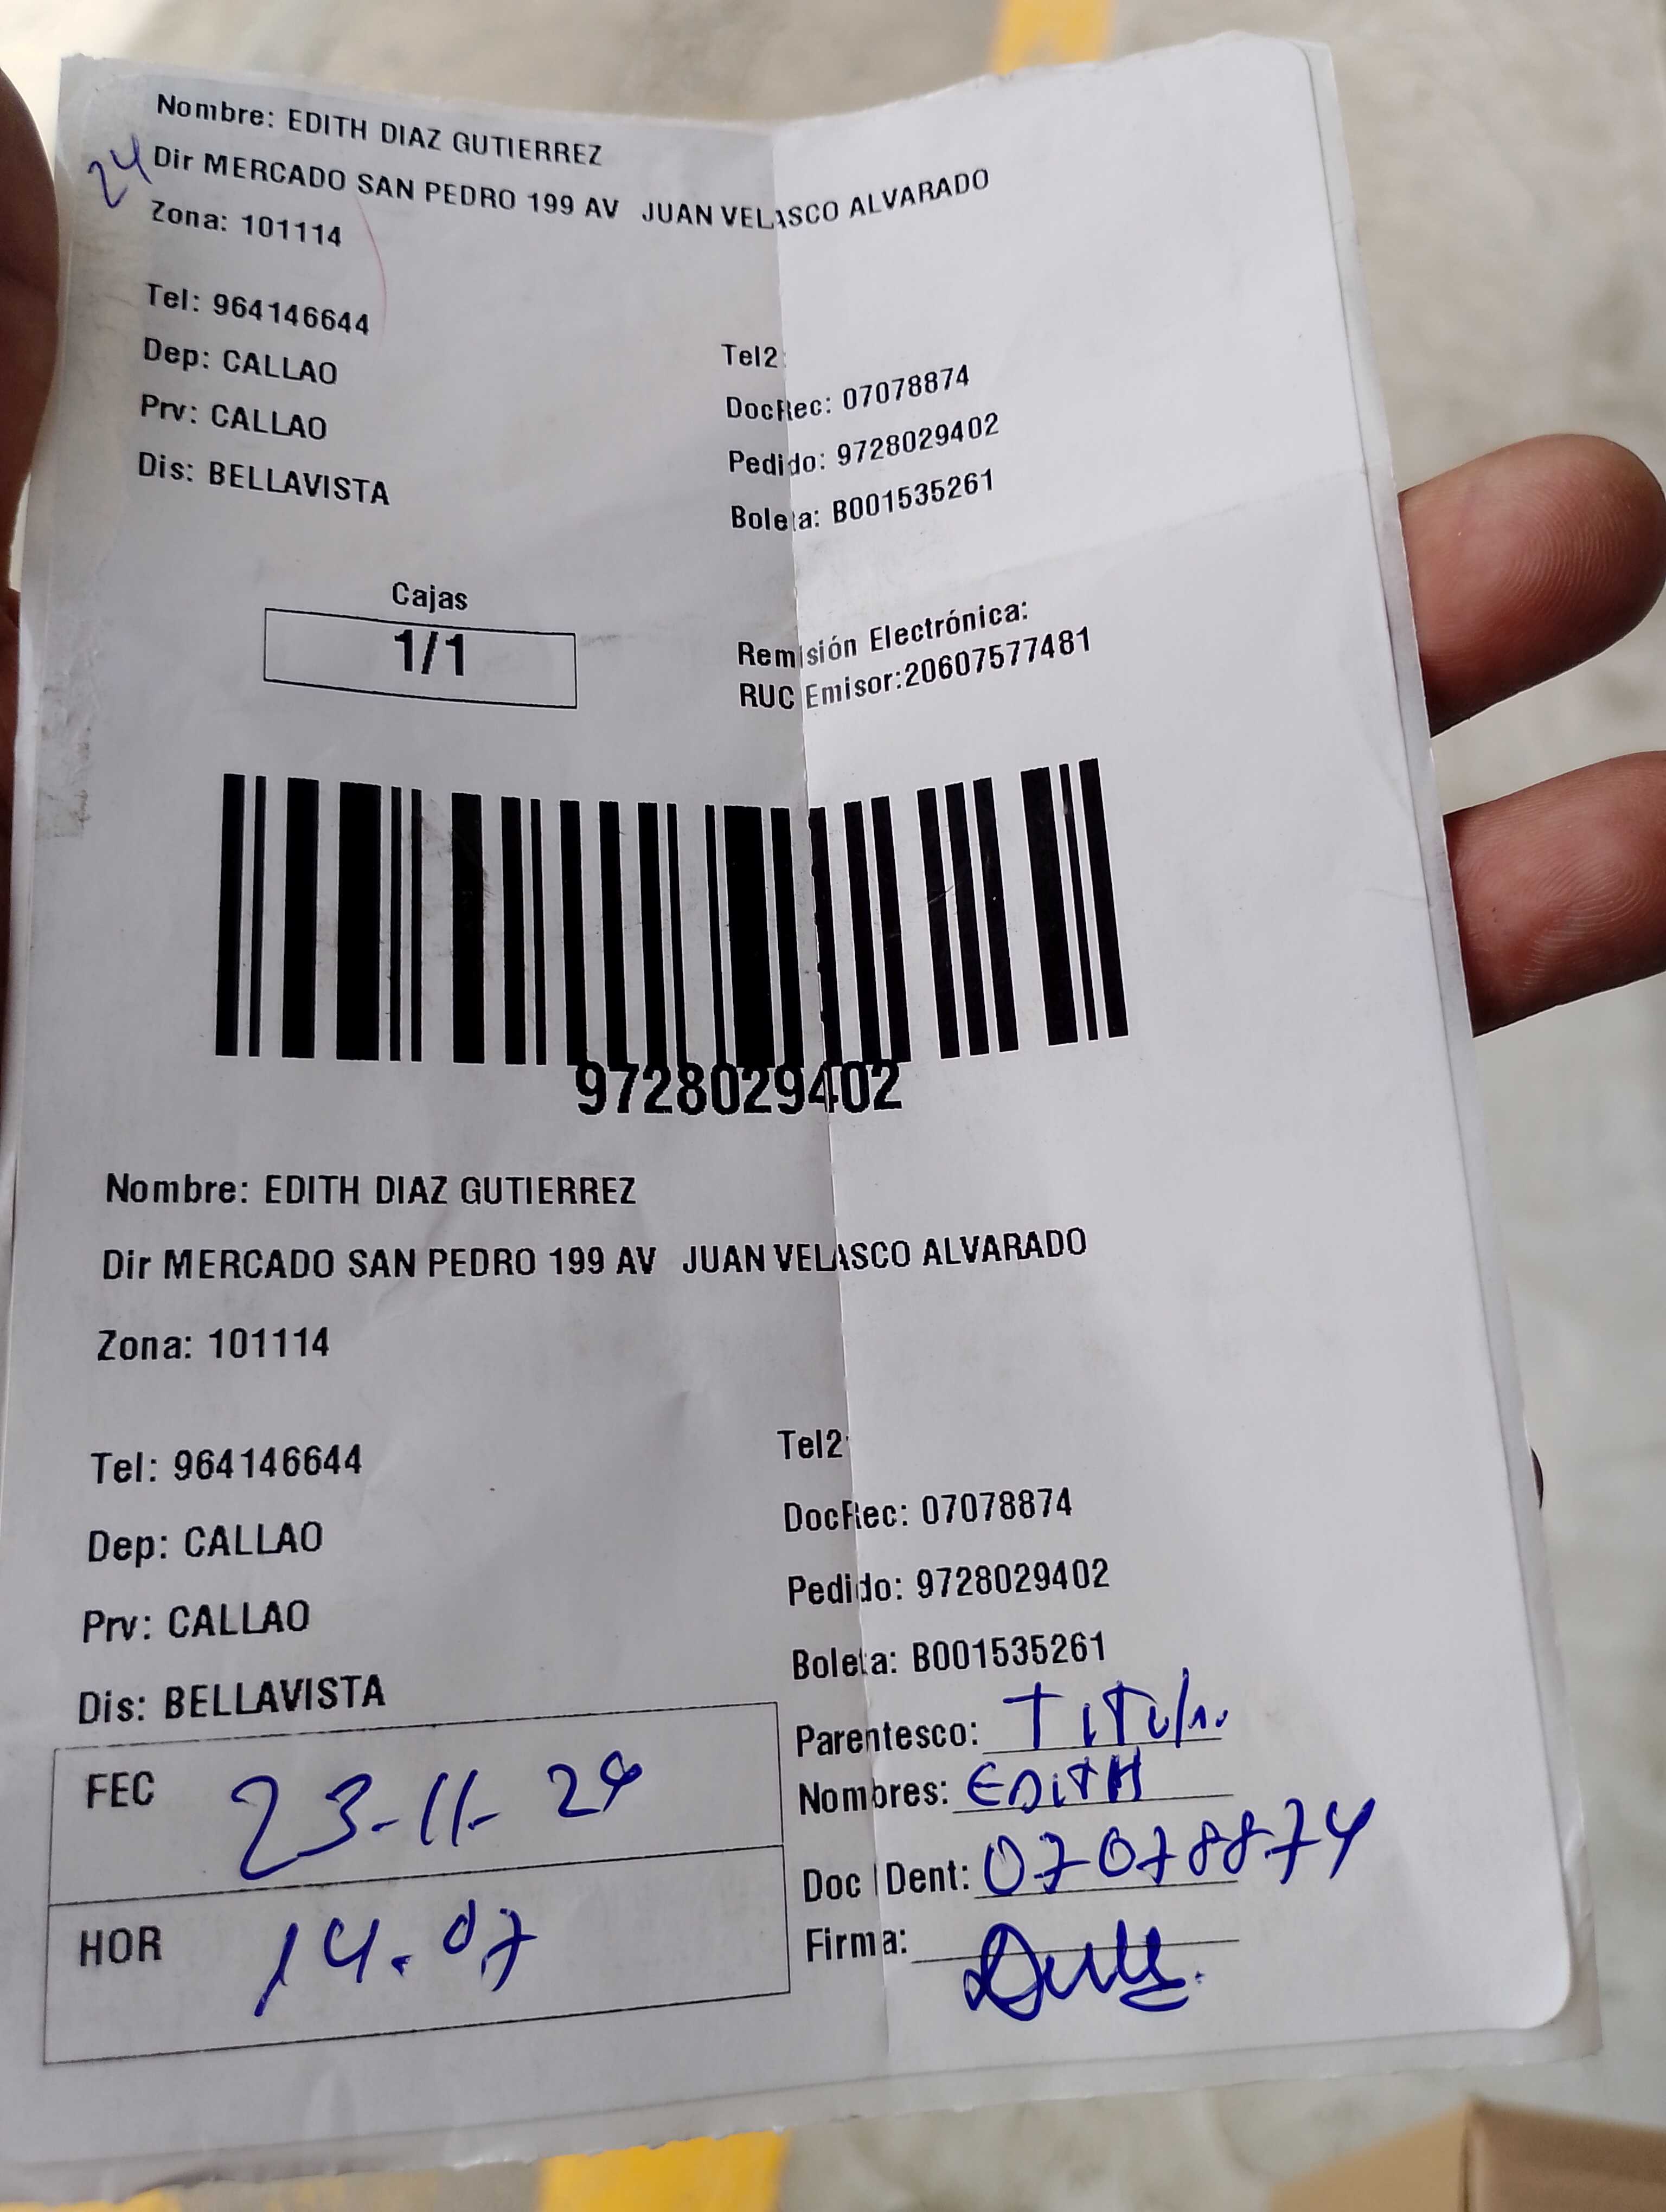 Nombre: EDITH DIAZ GUTIERREZ
24
Dir MERCADO SAN PEDRO 199 AV JUAN VELASCO ALVARADO
Zona: 101114
Tel: 964146644
Tel2:
Dep: CALLAO
DocRec: 07078874
Prv: CALLAO
Pedido: 9728029402
Dis: BELLAVISTA
Boleta: B001535261
Cajas
1/1
Remisión Electrónica:
RUC Emisor:20607577481
9728029402
Nombre: EDITH DIAZ GUTIERREZ
Dir MERCADO SAN PEDRO 199 AV JUAN VELASCO ALVARADO
Zona: 101114
Tel: 964146644
Tel2:
Dep: CALLAO
DocRec: 07078874
Prv: CALLAO
Pedido: 9728029402
Dis: BELLAVISTA
Boleta: B001535261
Parentesco: TITular
Nombres: EDITH
Doc Dent: 07078874
Firma:
FEC 23-11-24
HOR 14.07